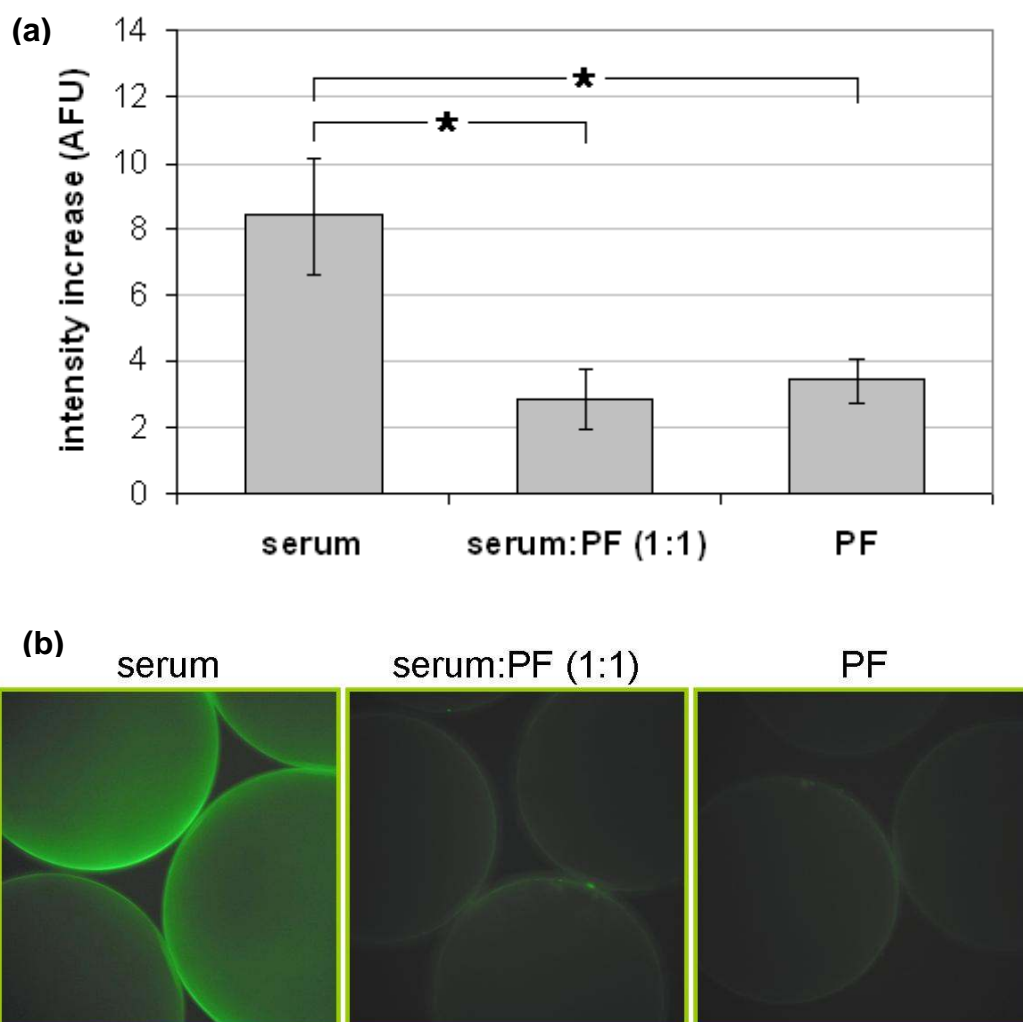 (a)
intensity increase (AFU)
14
12
10
8
6
4
2
0
*
*
serum
serum:PF (1:1)
PF
(b)
serum
serum:PF (1:1)
PF